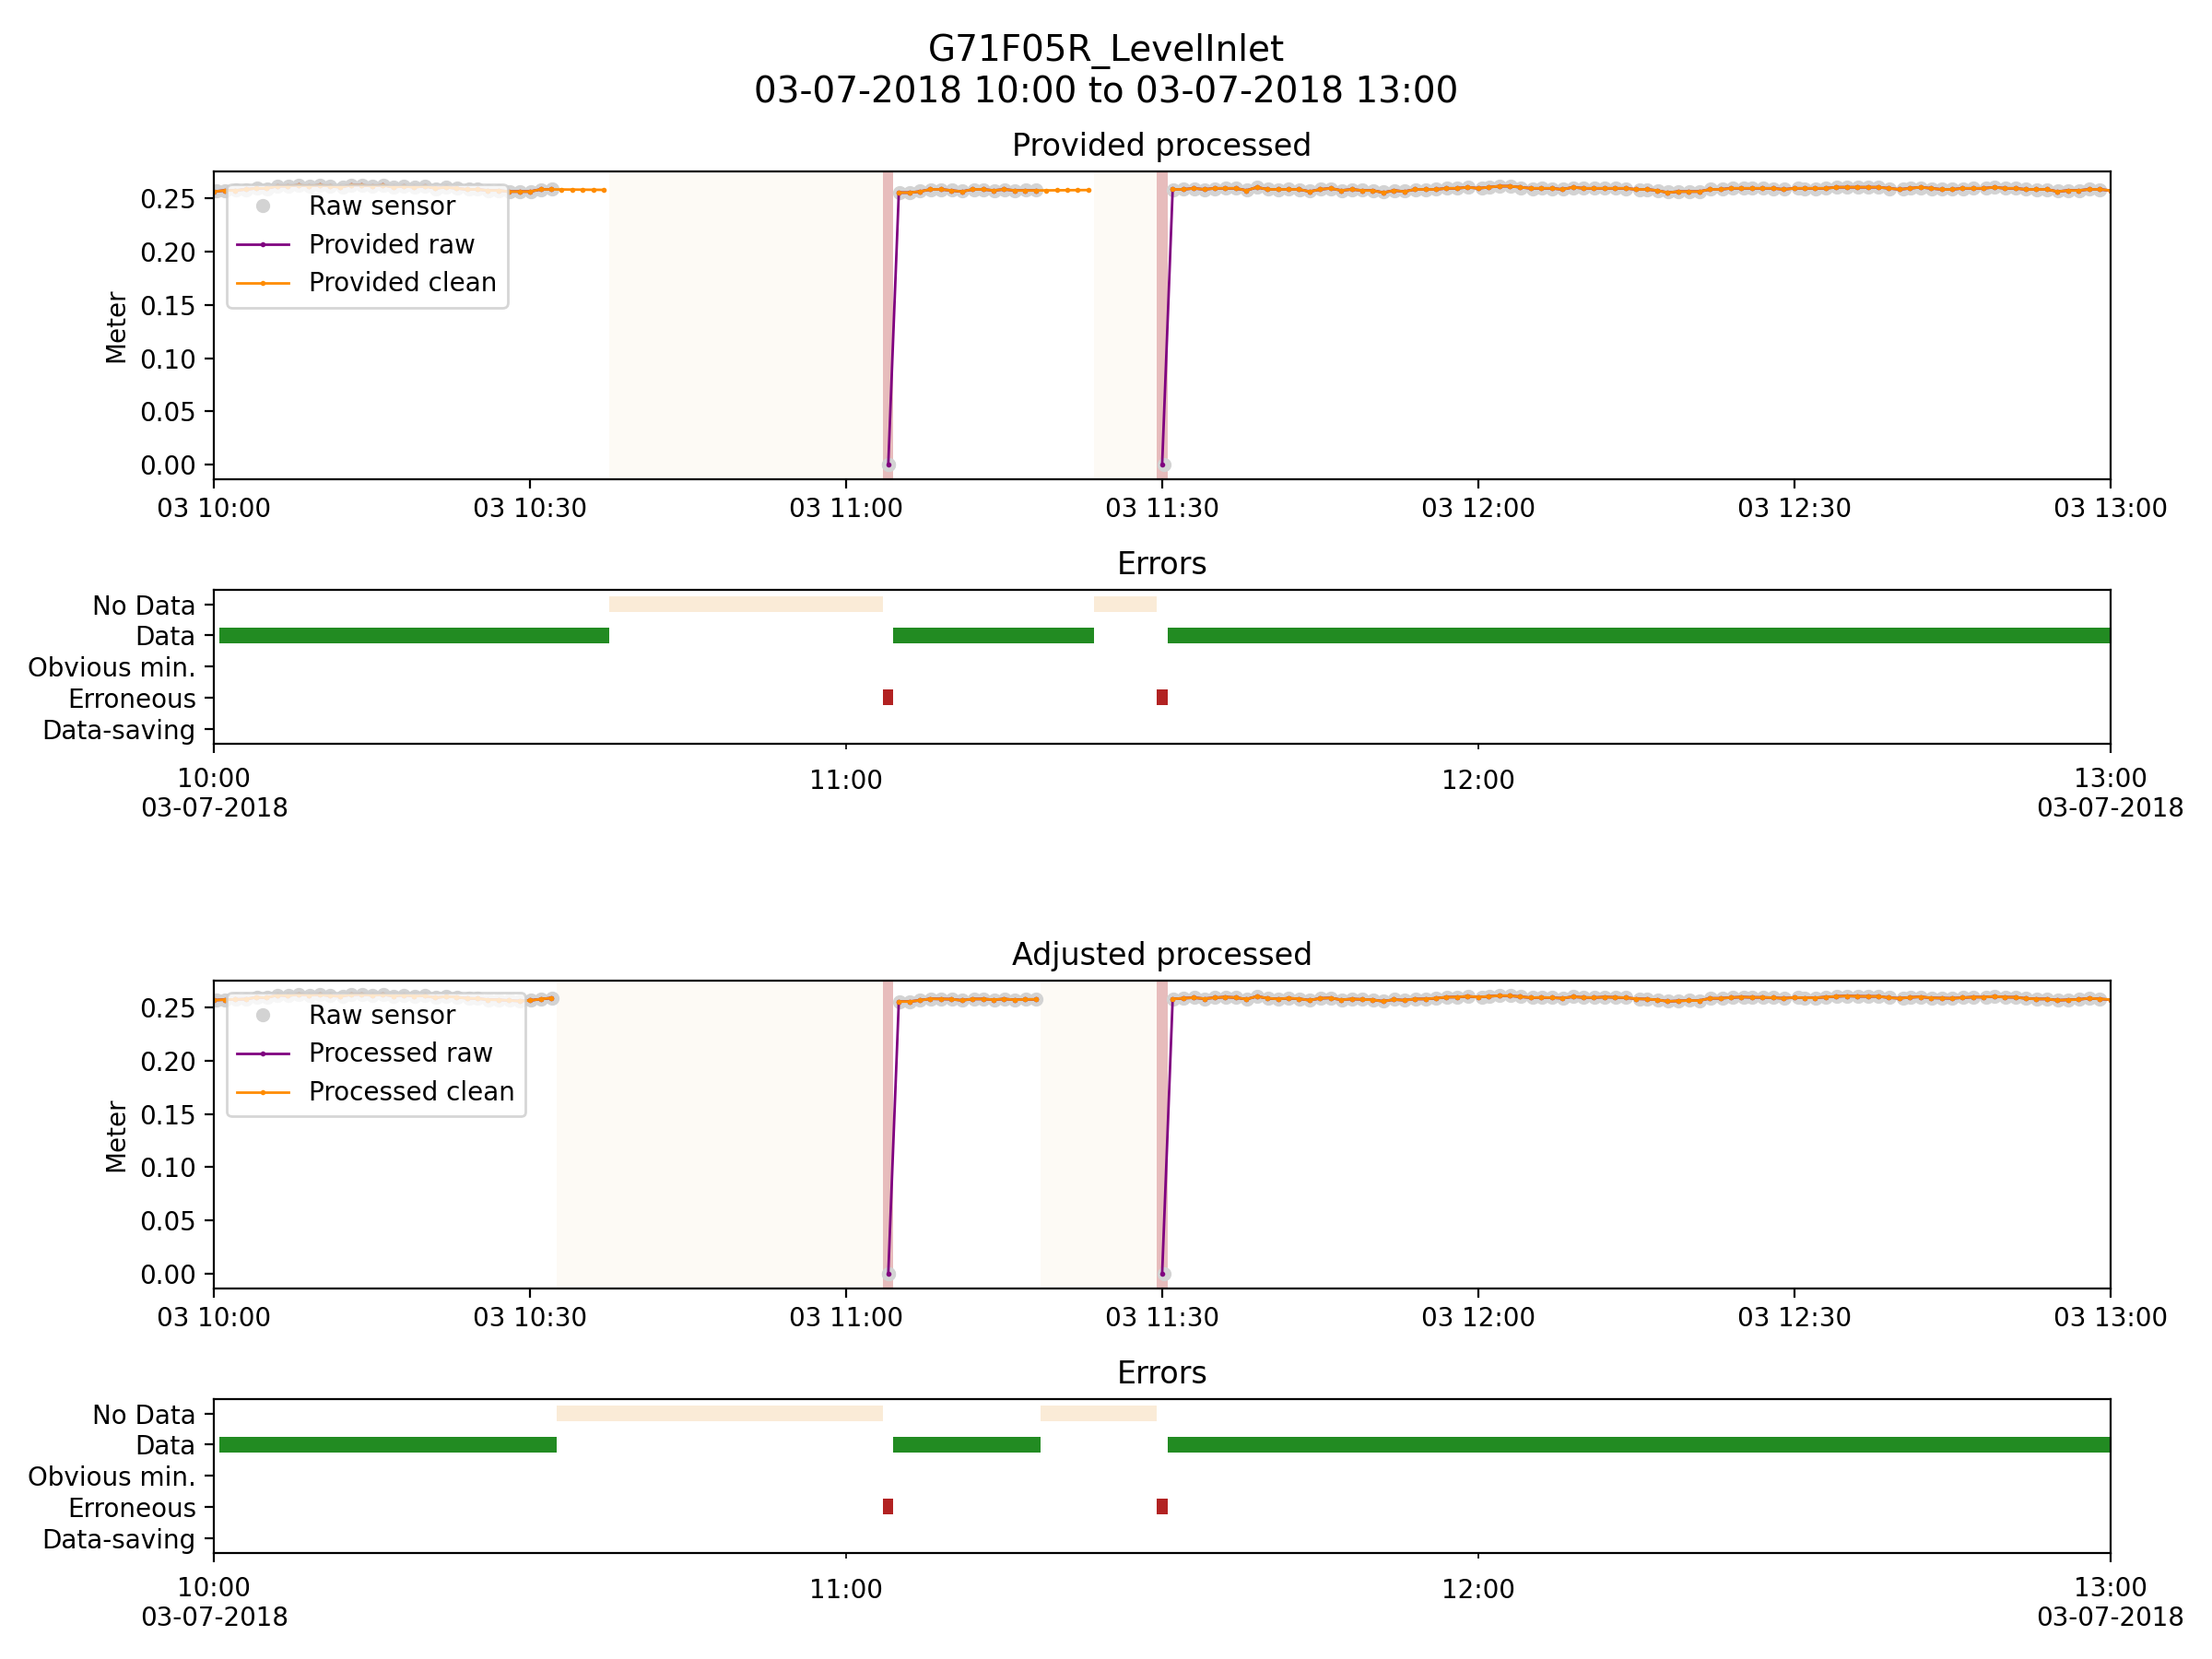 G71F05R_LevelInlet
03-07-2018 10:00 to 03-07-2018 13:00
Provided processed
Meter
0.25
0.20
0.15
0.10
0.05
0.00
Raw sensor
Provided raw
Provided clean
03 10:00 03 10:30 03 11:00 03 11:30 03 12:00 03 12:30 03 13:00
Errors
No Data
Data
Obvious min.
Erroneous
Data-saving
10:00 11:00 12:00 13:00
03-07-2018 03-07-2018
Adjusted processed
Meter
0.25
0.20
0.15
0.10
0.05
0.00
Raw sensor
Processed raw
Processed clean
03 10:00 03 10:30 03 11:00 03 11:30 03 12:00 03 12:30 03 13:00
Errors
No Data
Data
Obvious min.
Erroneous
Data-saving
10:00 11:00 12:00 13:00
03-07-2018 03-07-2018